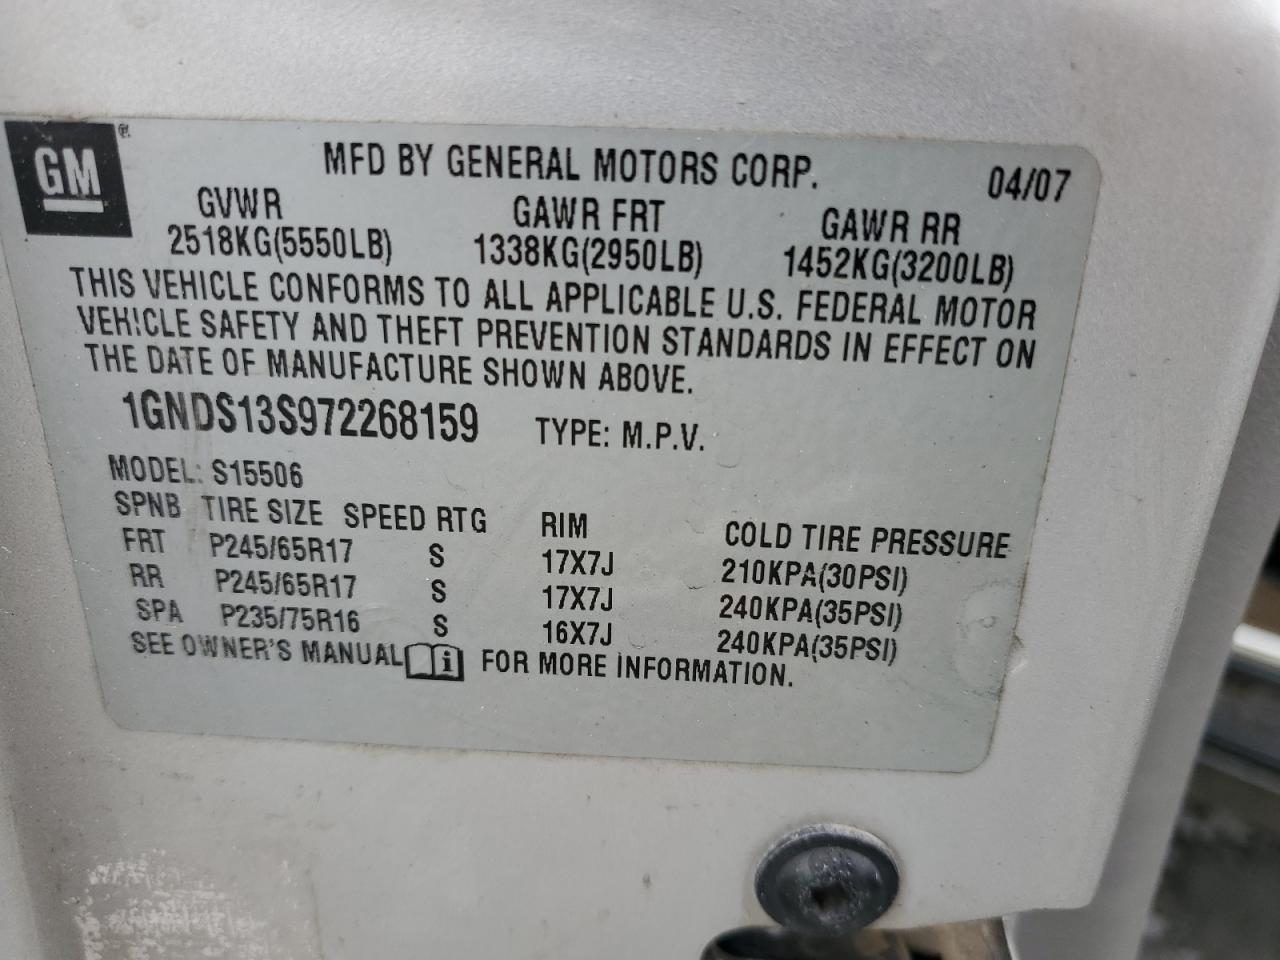 GM®
MFD BY GENERAL MOTORS CORP. 04/07
GVWR GAWR FRT GAWR RR
2518KG(5550LB) 1338KG(2950LB) 1452KG(3200LB)
THIS VEHICLE CONFORMS TO ALL APPLICABLE U.S. FEDERAL MOTOR
VEHICLE SAFETY AND THEFT PREVENTION STANDARDS IN EFFECT ON
THE DATE OF MANUFACTURE SHOWN ABOVE.
1GNDS13S972268159 TYPE: M.P.V.
MODEL: S15506
SPNB TIRE SIZE SPEED RTG RIM COLD TIRE PRESSURE
FRT P245/65R17 S 17X7J 210KPA(30PSI)
RR P245/65R17 S 17X7J 240KPA(35PSI)
SPA P235/75R16 S 16X7J 240KPA(35PSI)
SEE OWNER'S MANUAL i FOR MORE INFORMATION.